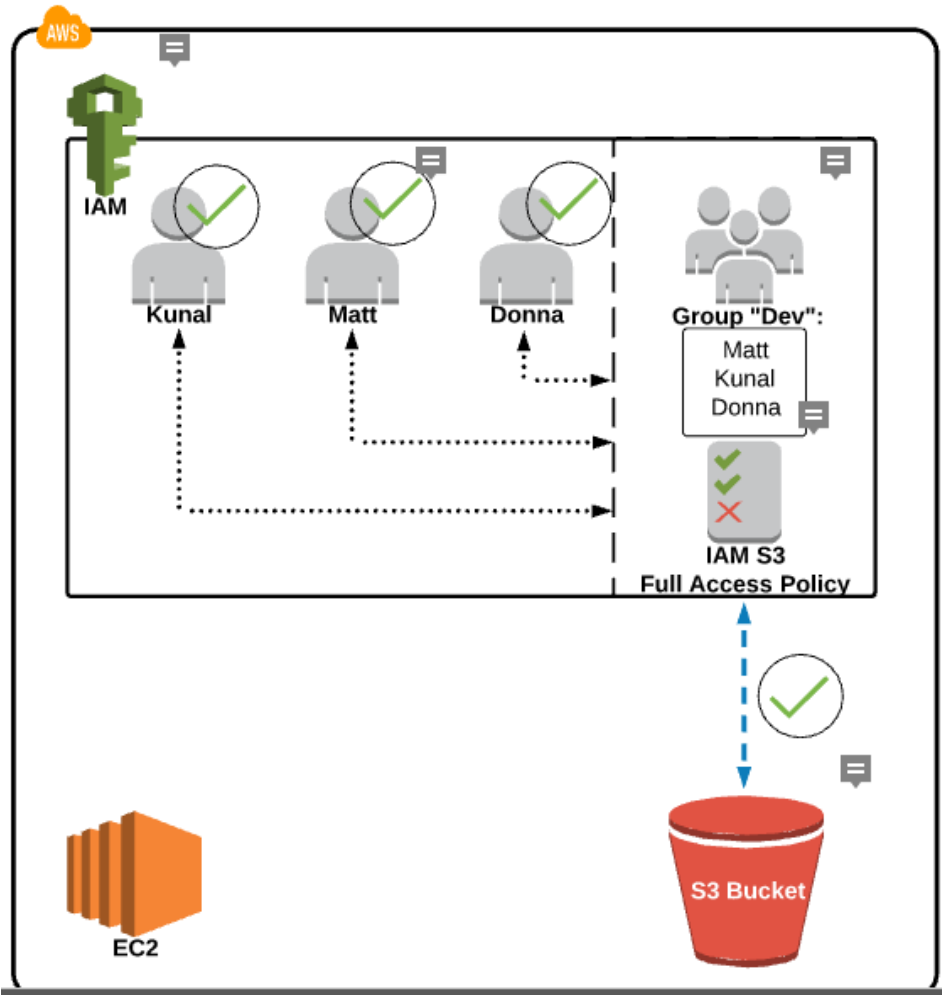 AWS
IAM
Kunal
Matt
Donna
Group "Dev":
Matt
Kunal
Donna
IAM S3
Full Access Policy
S3 Bucket
EC2